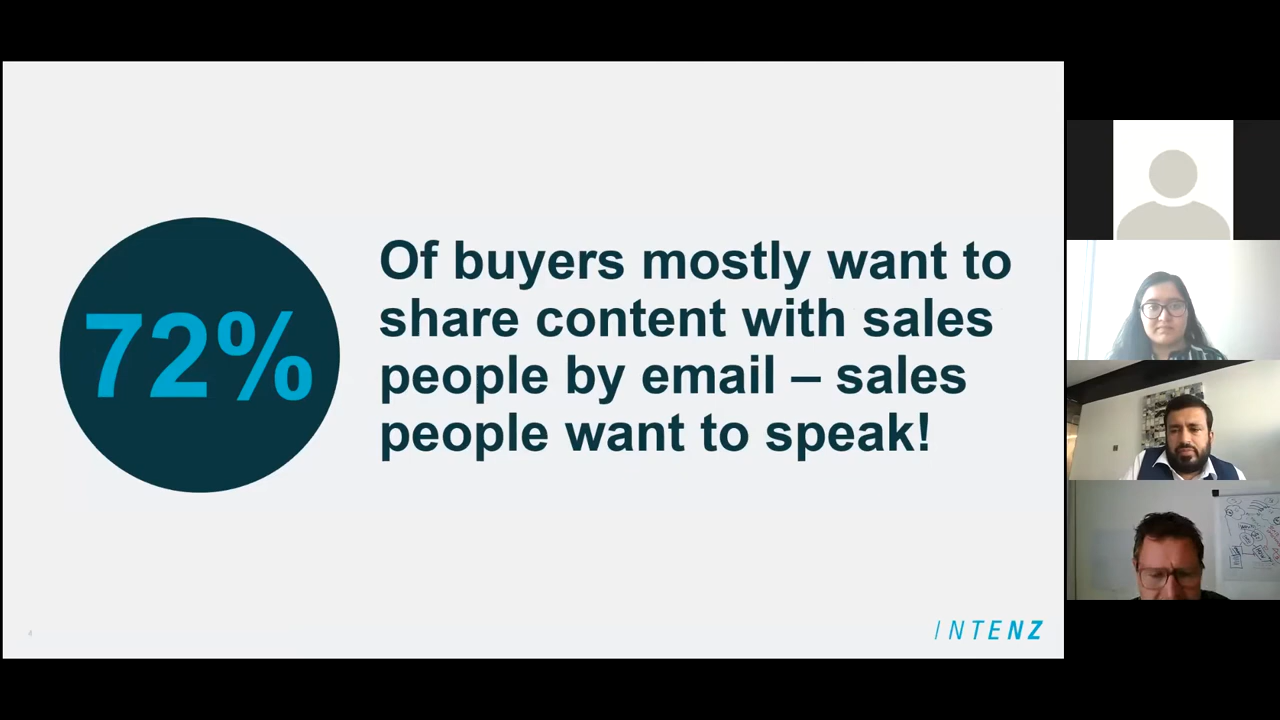 72%
Of buyers mostly want to
share content with sales
people by email – sales
people want to speak!
INTENZ